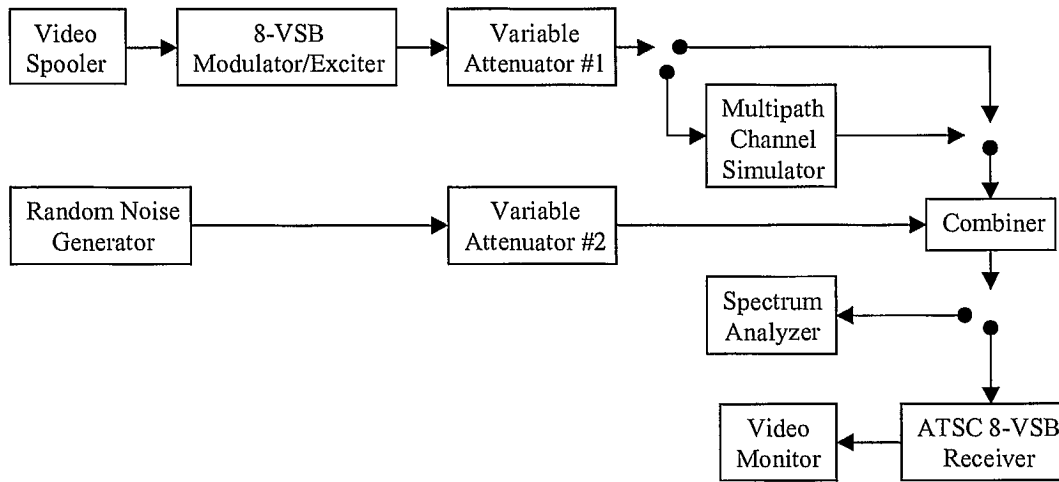 Video
Spooler
8-VSB
Modulator/Exciter
Variable
Attenuator #1
Multipath
Channel
Simulator
Random Noise
Generator
Variable
Attenuator #2
Combiner
Spectrum
Analyzer
Video
Monitor
ATSC 8-VSB
Receiver